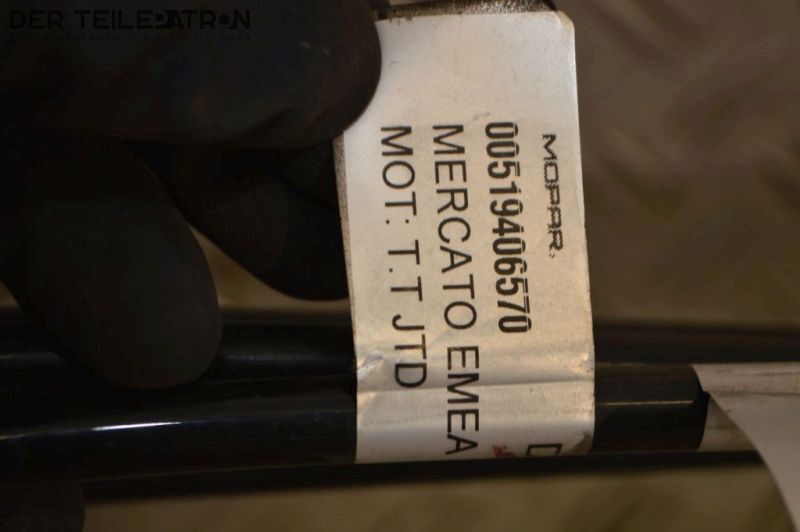 DER TEILEPATRON
MOPAR.
00519406570
MERCATO EMEA
MOT: T.T JTD